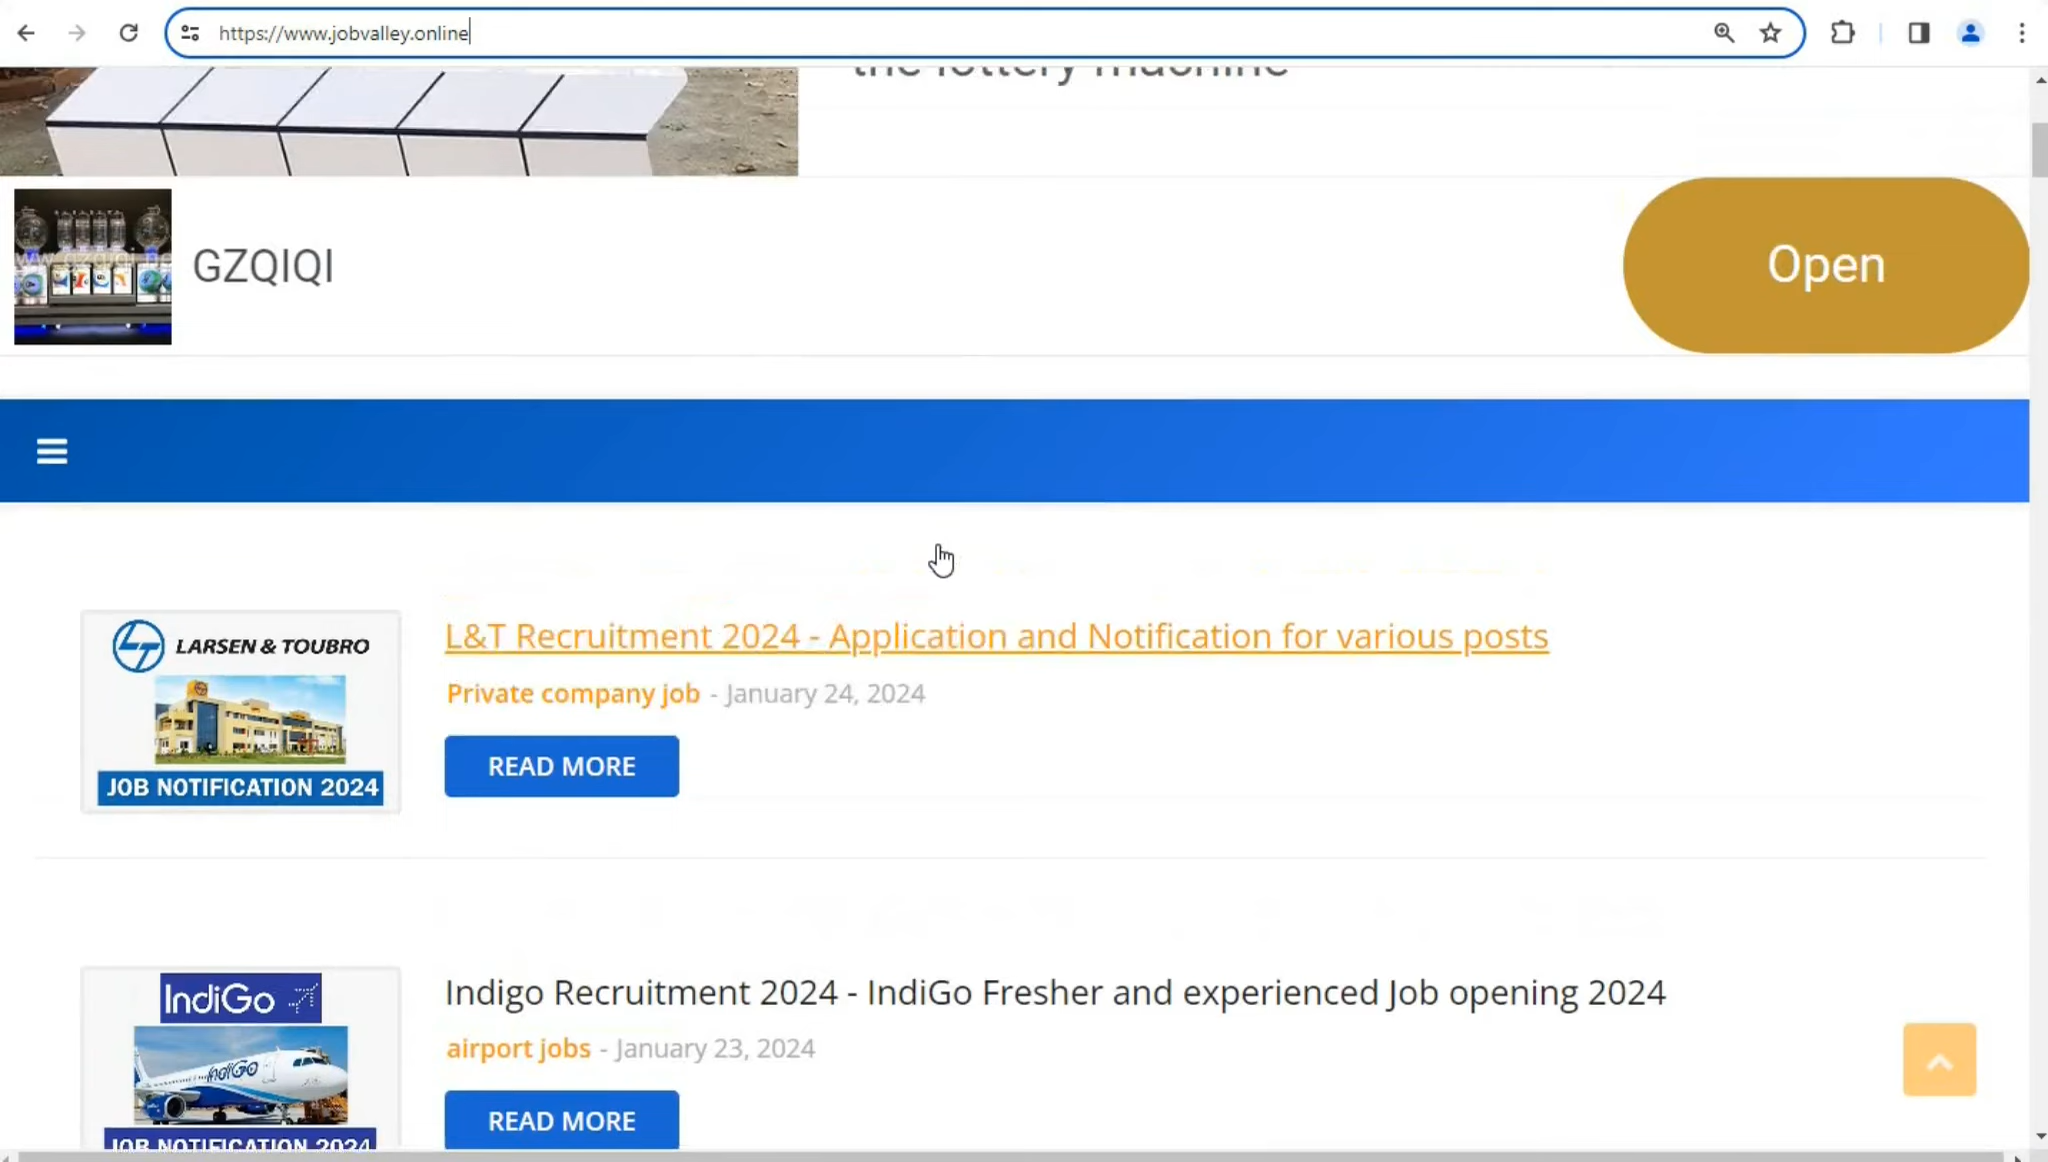 https://www.jobvalley.online
the lottery machine
GZQIQI
Open
LARSEN & TOUBRO
JOB NOTIFICATION 2024
L&T Recruitment 2024 - Application and Notification for various posts
Private company job - January 24, 2024
READ MORE
IndiGo
IndiGo
JOB NOTIFICATION 2024
Indigo Recruitment 2024 - IndiGo Fresher and experienced Job opening 2024
airport jobs - January 23, 2024
READ MORE